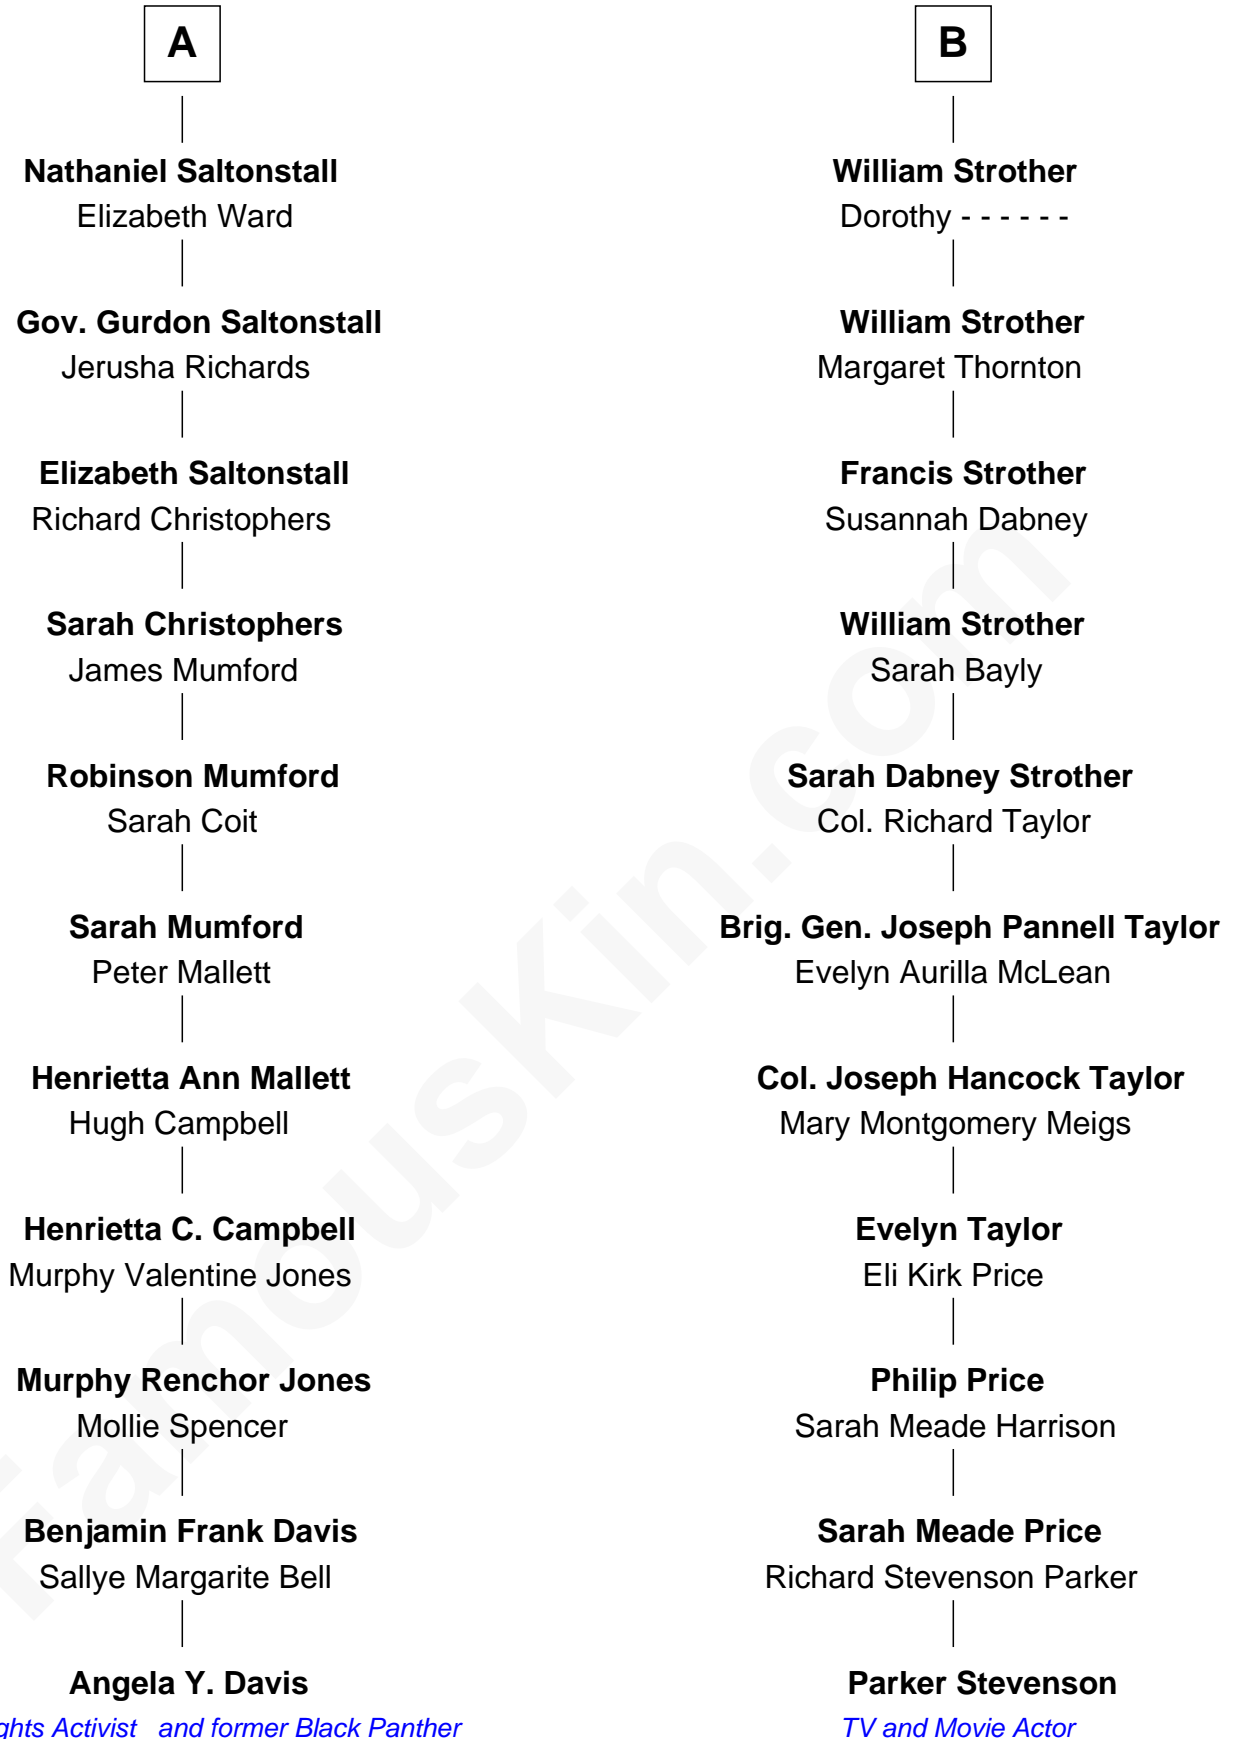 A
Nathaniel Saltonstall
Elizabeth Ward
Gov. Gurdon Saltonstall
Jerusha Richards
Elizabeth Saltonstall
Richard Christophers
Sarah Christophers
James Mumford
Robinson Mumford
Sarah Coit
Sarah Mumford
Peter Mallett
Henrietta Ann Mallett
Hugh Campbell
Henrietta C. Campbell
Murphy Valentine Jones
Murphy Renchor Jones
Mollie Spencer
Benjamin Frank Davis
Sallye Margarite Bell
Angela Y. Davis
ghts Activist and former Black Panther
B
William Strother
Dorothy - - - - - -
William Strother
Margaret Thornton
Francis Strother
Susannah Dabney
William Strother
Sarah Bayly
Sarah Dabney Strother
Col. Richard Taylor
Brig. Gen. Joseph Pannell Taylor
Evelyn Aurilla McLean
Col. Joseph Hancock Taylor
Mary Montgomery Meigs
Evelyn Taylor
Eli Kirk Price
Philip Price
Sarah Meade Harrison
Sarah Meade Price
Richard Stevenson Parker
Parker Stevenson
TV and Movie Actor
FamousKin.com